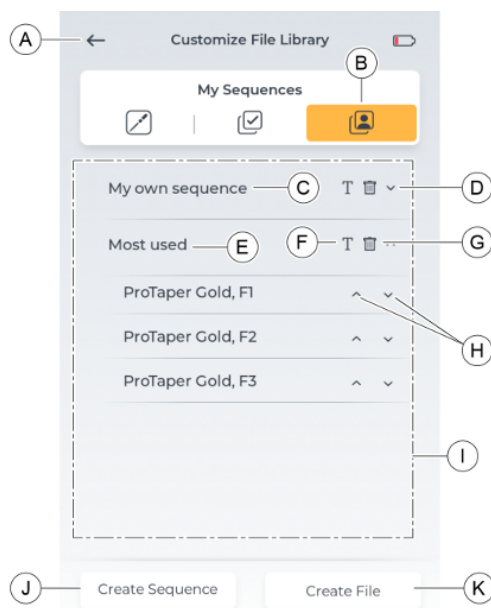 A
Customize File Library
B
My Sequences
My own sequence C T D
Most used E F T G
ProTaper Gold, F1
H
ProTaper Gold, F2
ProTaper Gold, F3
I
J Create Sequence Create File K